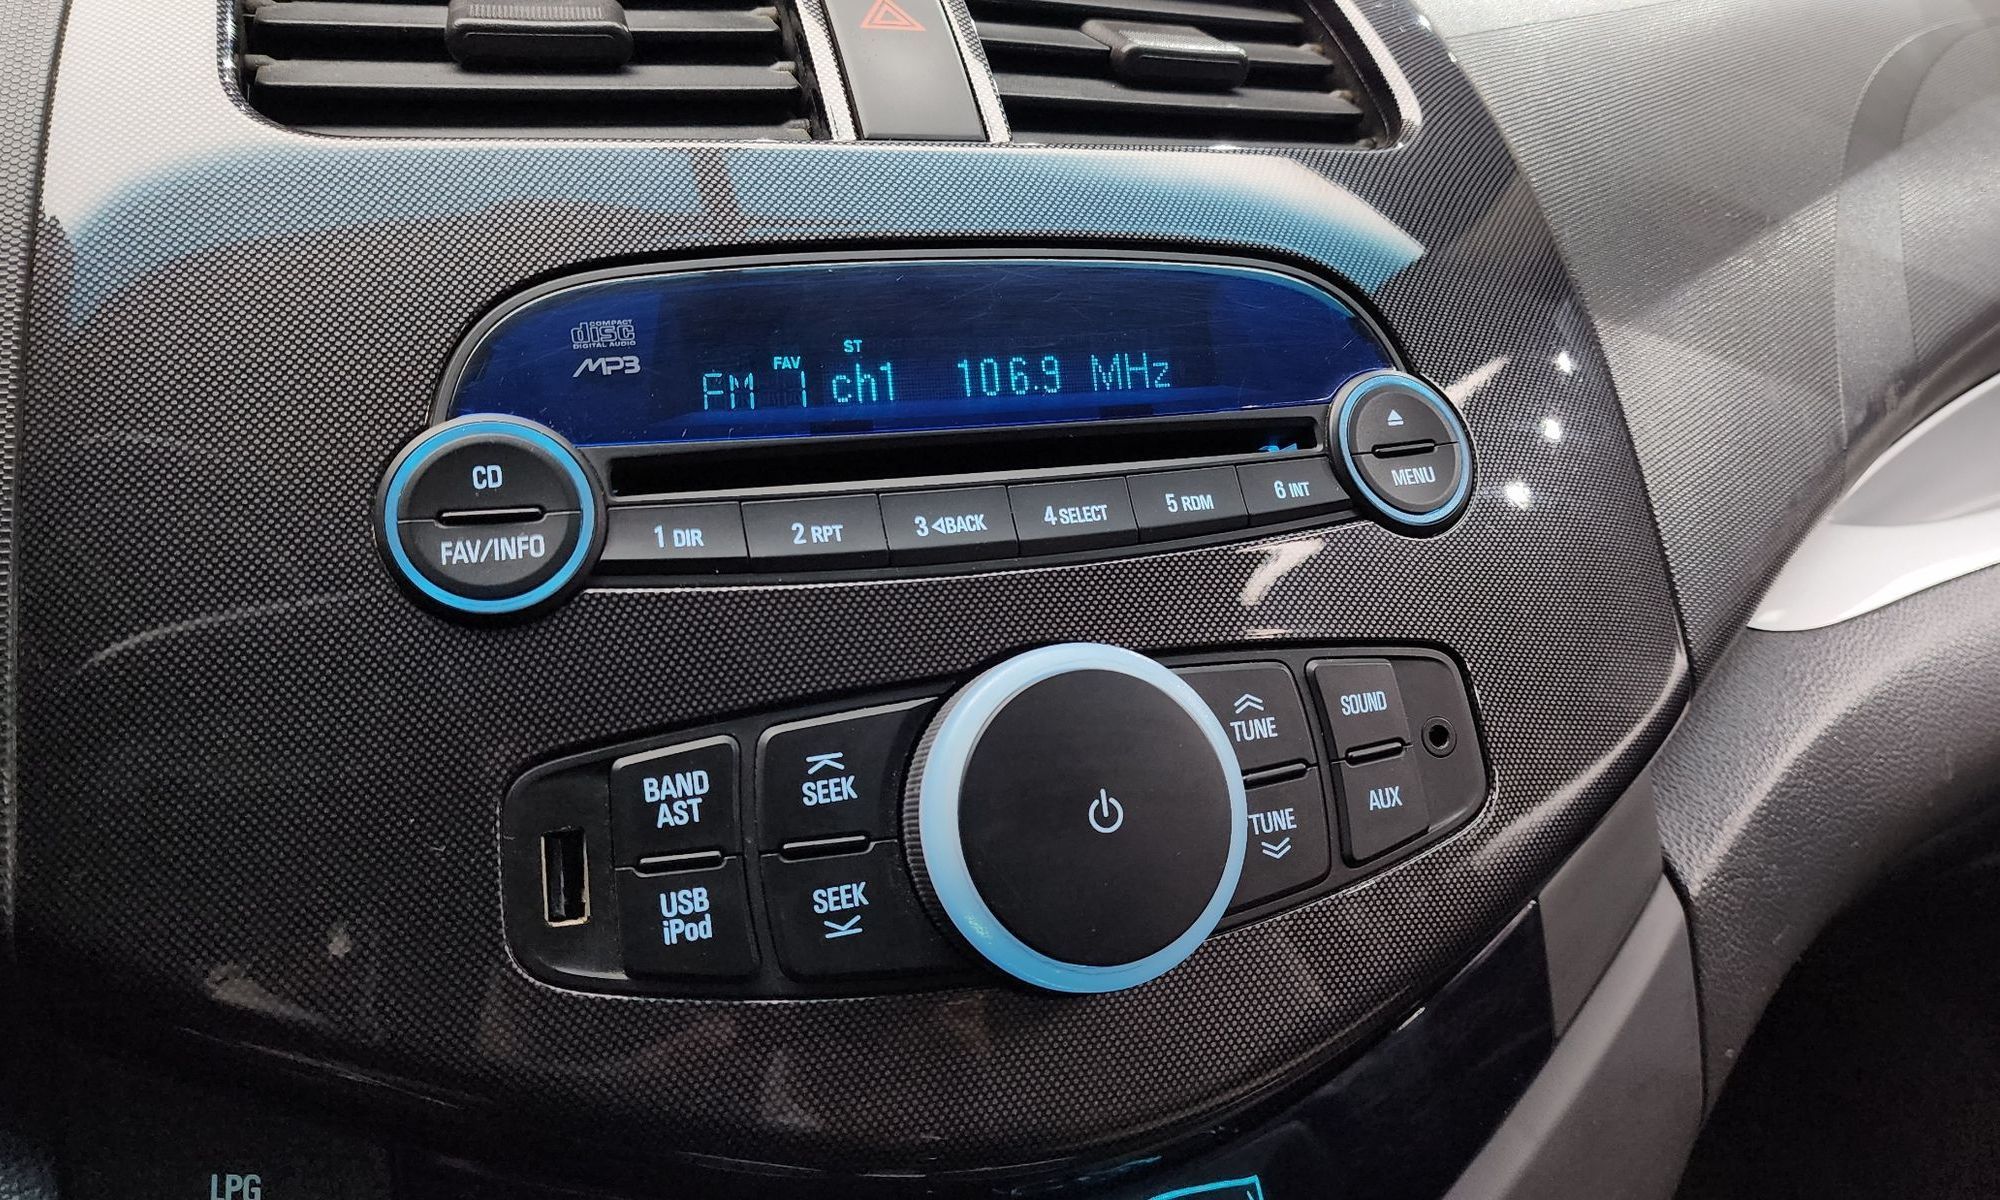 COMPACT
disc
DIGITAL AUDIO
MP3
FAV
ST
FM 1 ch1 106.9 MHz
CD
FAV/INFO
MENU
1 DIR
2 RPT
3 ◁BACK
4 SELECT
5 RDM
6 INT
BAND
AST
USB
iPod
SEEK
SEEK
TUNE
TUNE
SOUND
AUX
LPG